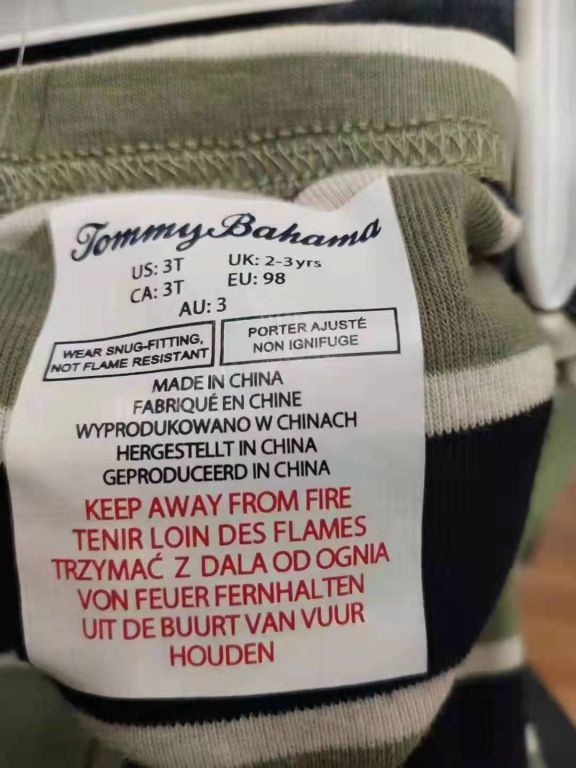 Tommy Bahama
US: 3T UK: 2-3yrs
CA: 3T EU: 98
AU: 3
WEAR SNUG-FITTING,
NOT FLAME RESISTANT
PORTER AJUSTÉ
NON IGNIFUGE
MADE IN CHINA
FABRIQUÉ EN CHINE
WYPRODUKOWANO W CHINACH
HERGESTELLT IN CHINA
GEPRODUCEERD IN CHINA
KEEP AWAY FROM FIRE
TENIR LOIN DES FLAMES
TRZYMAĆ Z DALA OD OGNIA
VON FEUER FERNHALTEN
UIT DE BUURT VAN VUUR
HOUDEN